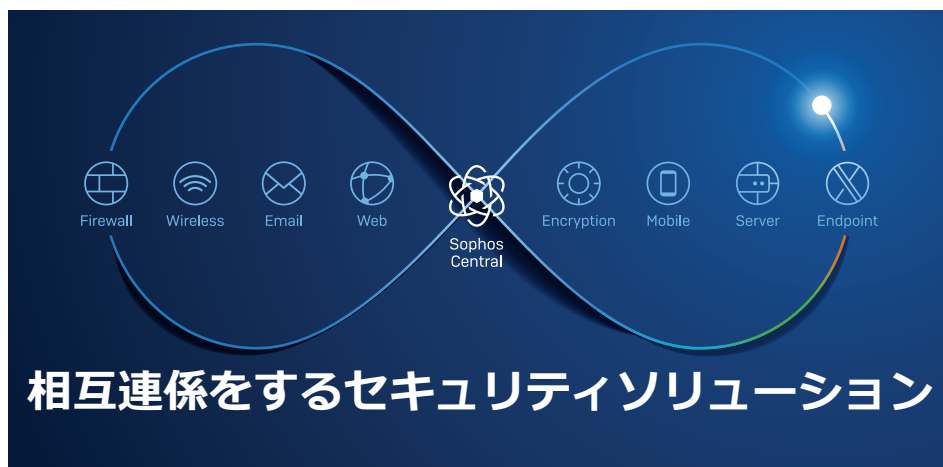 Firewall
Wireless
Email
Web
Sophos
Central
Encryption
Mobile
Server
Endpoint
相互連係をするセキュリティソリューション